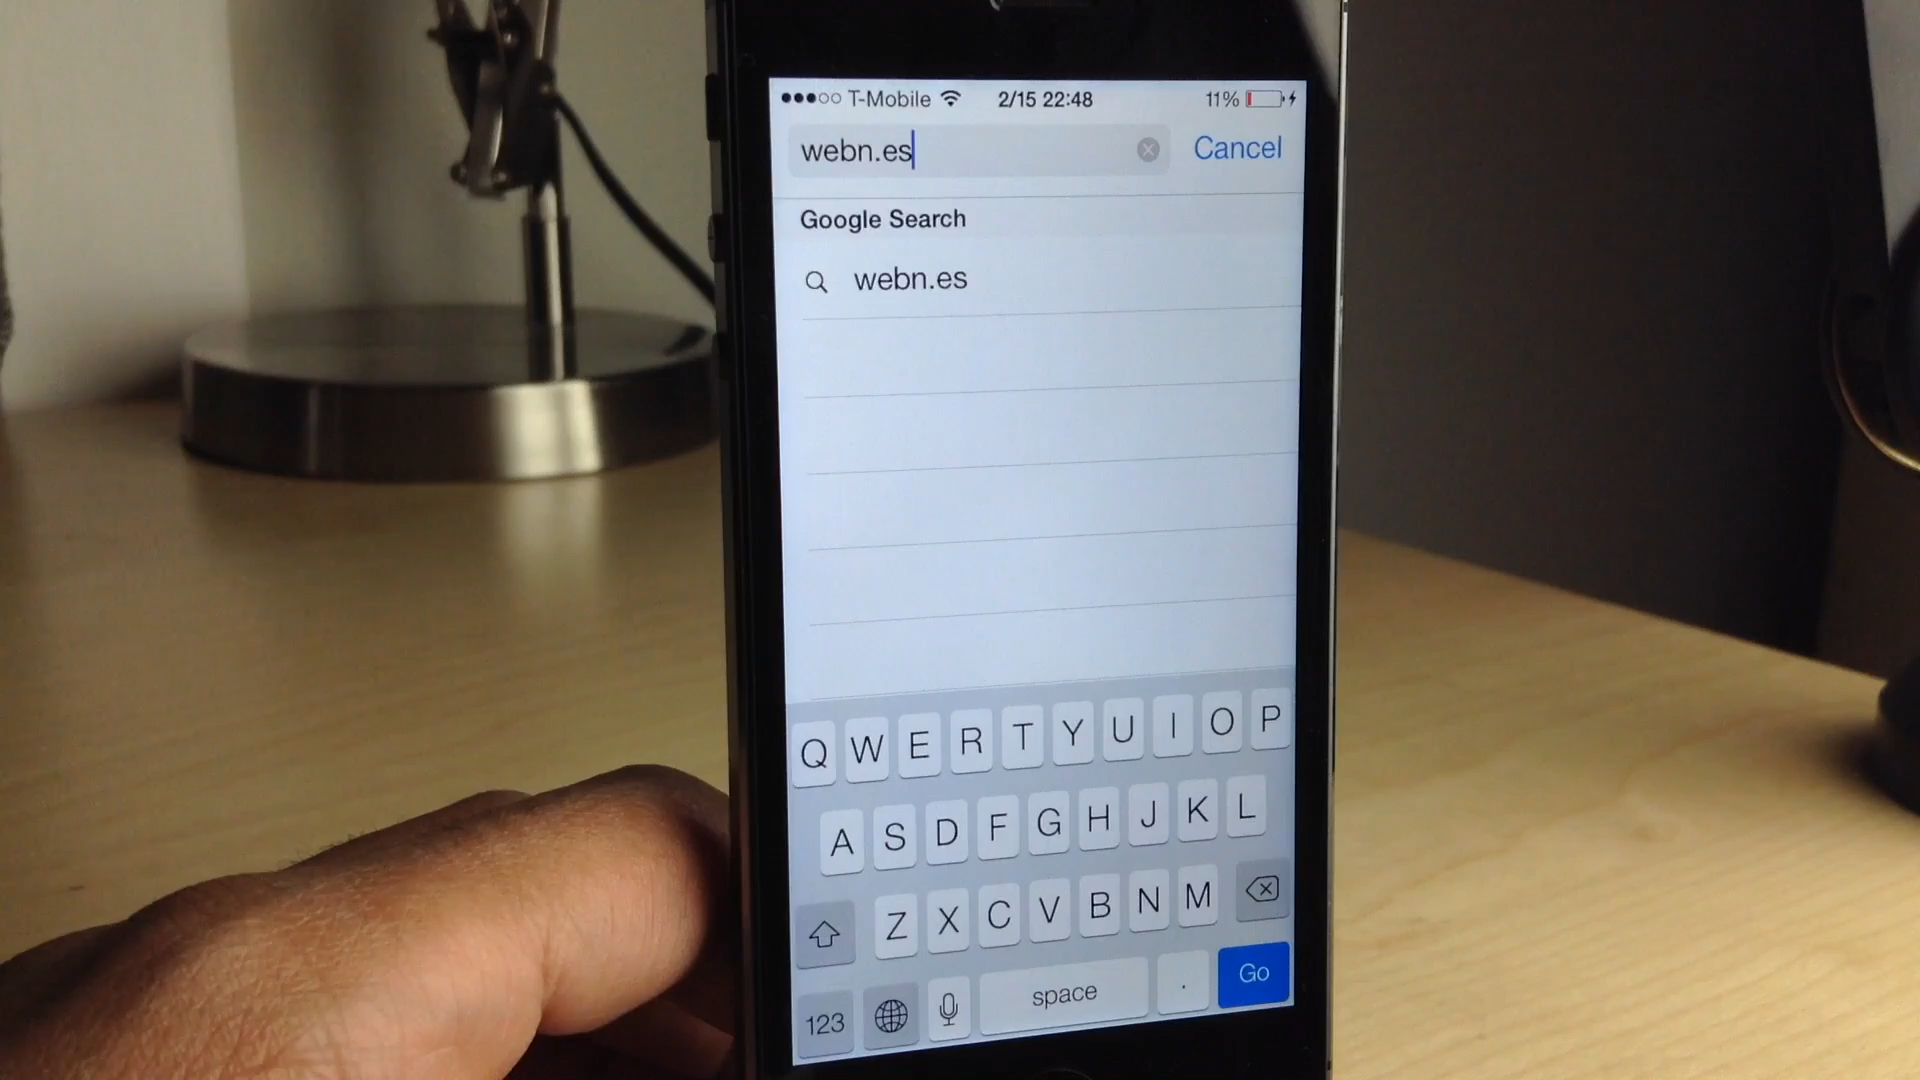 T-Mobile 2/15 22:48 11%
webn.es Cancel
Google Search
webn.es
Q W E R T Y U I O P
A S D F G H J K L
Z X C V B N M
123 space . Go